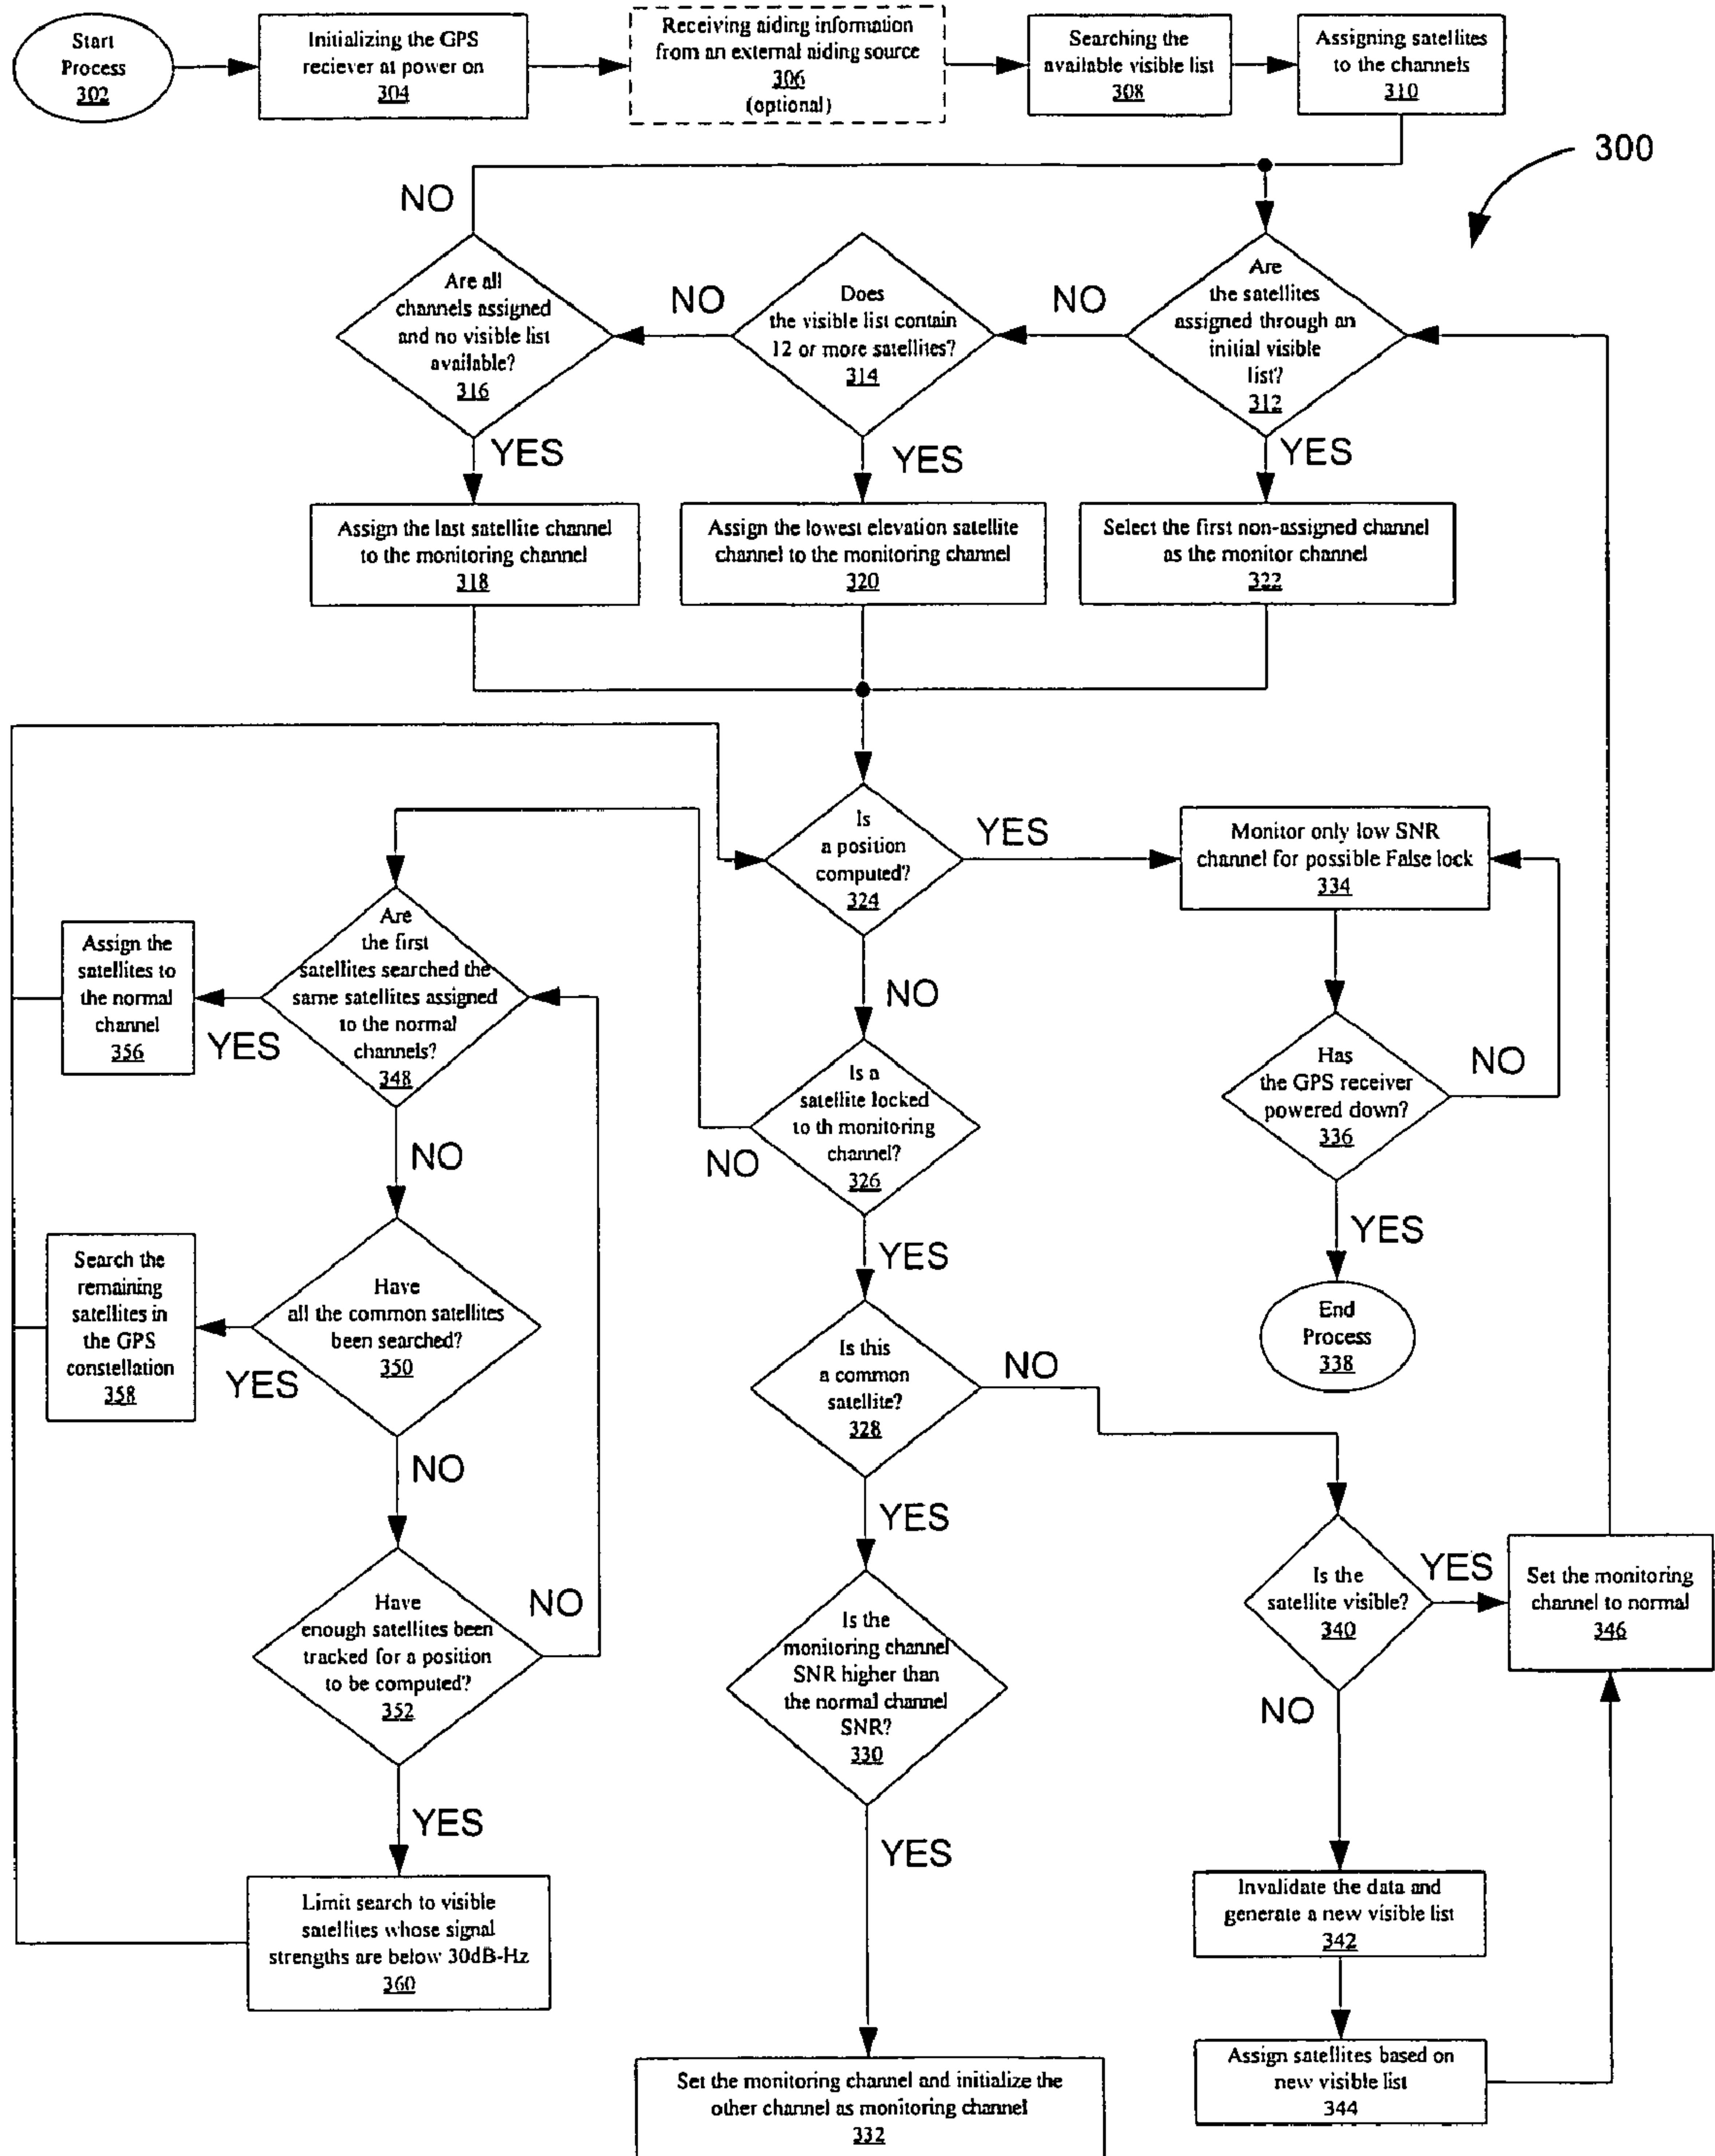 Start
Process
302
Initializing the GPS
reciever at power on
304
Receiving aiding information
from an external aiding source
306
(optional)
Searching the
available visible list
308
Assigning satellites
to the channels
310
300
NO
Are all
channels assigned
and no visible list
available?
316
NO
Does
the visible list contain
12 or more satellites?
314
NO
Are
the satellites
assigned through an
initial visible
list?
312
YES
YES
YES
Assign the last satellite channel
to the monitoring channel
318
Assign the lowest elevation satellite
channel to the monitoring channel
320
Select the first non-assigned channel
as the monitor channel
322
Is
a position
computed?
324
YES
Monitor only low SNR
channel for possible False lock
334
NO
Has
the GPS receiver
powered down?
336
NO
YES
End
Process
338
Assign the
satellites to
the normal
channel
356
YES
Are
the first
satellites searched the
same satellites assigned
to the normal
channels?
348
NO
Is a
satellite locked
to th monitoring
channel?
326
NO
YES
Search the
remaining
satellites in
the GPS
constellation
358
YES
Have
all the common satellites
been searched?
350
NO
Is this
a common
satellite?
328
NO
YES
Have
enough satellites been
tracked for a position
to be computed?
352
NO
YES
Is the
monitoring channel
SNR higher than
the normal channel
SNR?
330
YES
Is the
satellite visible?
340
YES
Set the monitoring
channel to normal
346
NO
Limit search to visible
satellites whose signal
strengths are below 30dB-Hz
360
Invalidate the data and
generate a new visible list
342
Assign satellites based on
new visible list
344
Set the monitoring channel and initialize the
other channel as monitoring channel
332